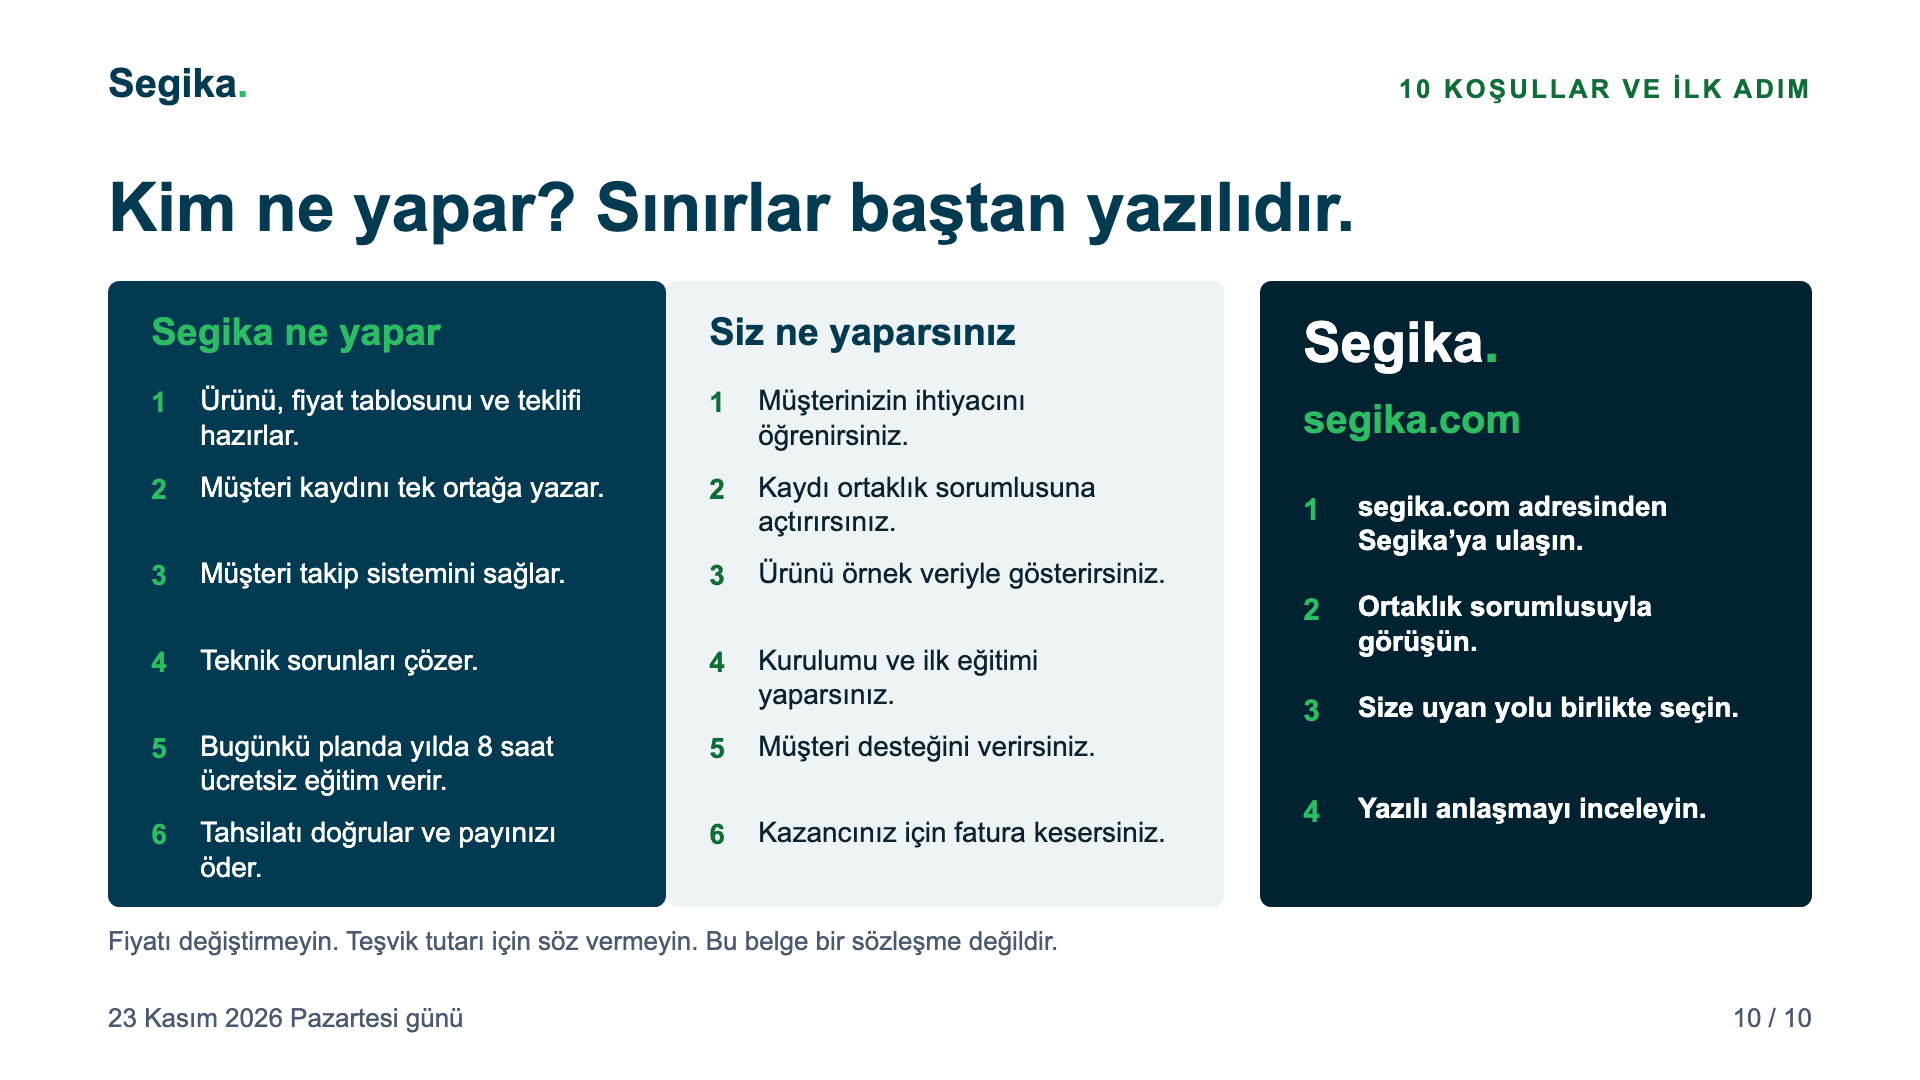 Segika.
10 KOŞULLAR VE İLK ADIM
Kim ne yapar? Sınırlar baştan yazılıdır.
Segika ne yapar
1 Ürünü, fiyat tablosunu ve teklifi
hazırlar.
2 Müşteri kaydını tek ortağa yazar.
3 Müşteri takip sistemini sağlar.
4 Teknik sorunları çözer.
5 Bugünkü planda yılda 8 saat
ücretsiz eğitim verir.
6 Tahsilatı doğrular ve payınızı
öder.
Siz ne yaparsınız
1 Müşterinizin ihtiyacını
öğrenirsiniz.
2 Kaydı ortaklık sorumlusuna
açtırırsınız.
3 Ürünü örnek veriyle gösterirsiniz.
4 Kurulumu ve ilk eğitimi
yaparsınız.
5 Müşteri desteğini verirsiniz.
6 Kazancınız için fatura kesersiniz.
Segika.
segika.com
1 segika.com adresinden
Segika’ya ulaşın.
2 Ortaklık sorumlusuyla
görüşün.
3 Size uyan yolu birlikte seçin.
4 Yazılı anlaşmayı inceleyin.
Fiyatı değiştirmeyin. Teşvik tutarı için söz vermeyin. Bu belge bir sözleşme değildir.
23 Kasım 2026 Pazartesi günü
10 / 10